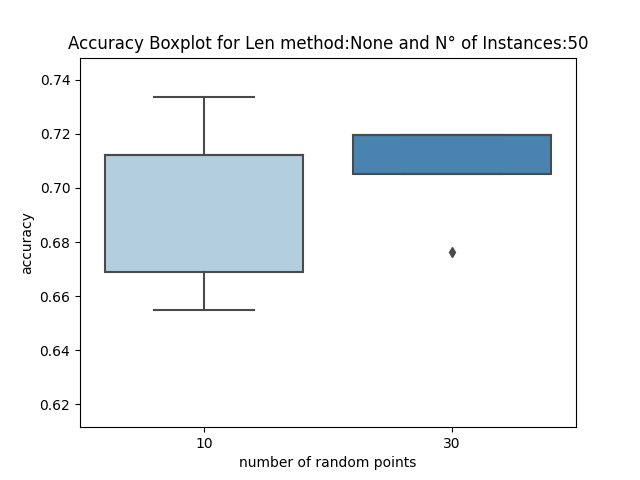 Accuracy Boxplot for Len method:None and N° of Instances:50
0.74
0.72
0.70
0.68
0.66
0.64
0.62
accuracy
10 30
number of random points